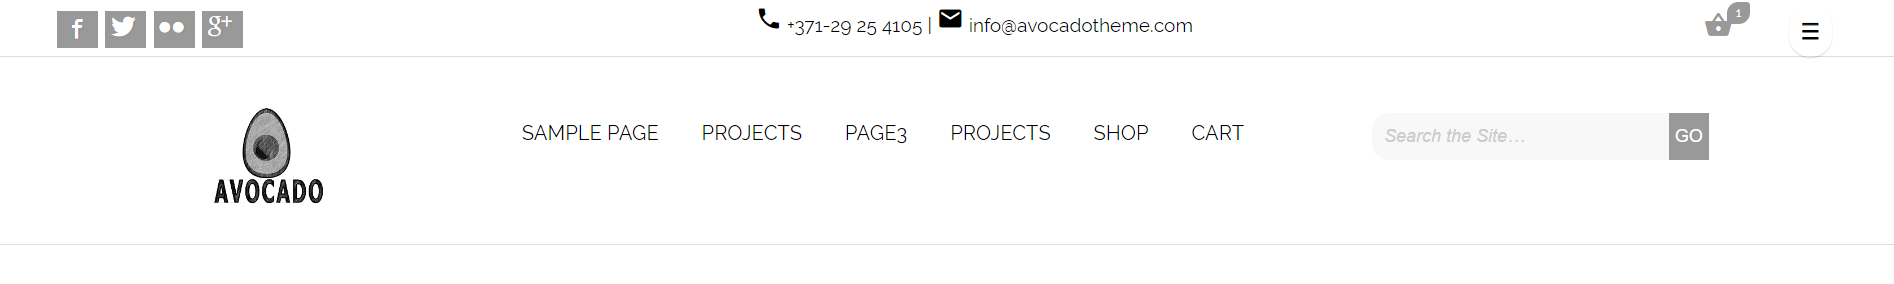 f g+ +371-29 25 4105 | info@avocadotheme.com 1
AVOCADO
SAMPLE PAGE PROJECTS PAGE3 PROJECTS SHOP CART Search the Site... GO